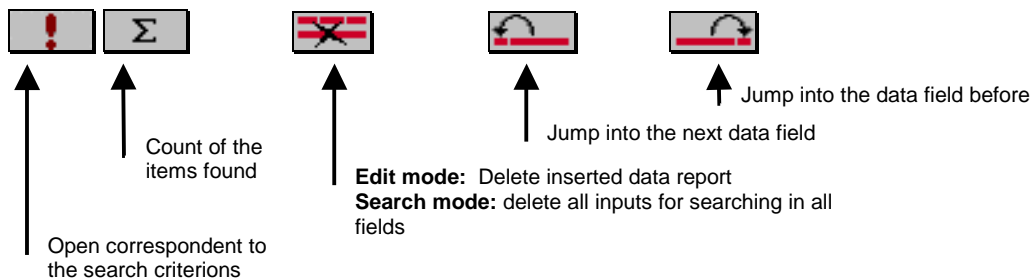 ! Σ
Jump into the data field before
Jump into the next data field
Count of the
items found
Edit mode: Delete inserted data report
Search mode: delete all inputs for searching in all
fields
Open correspondent to
the search criterions